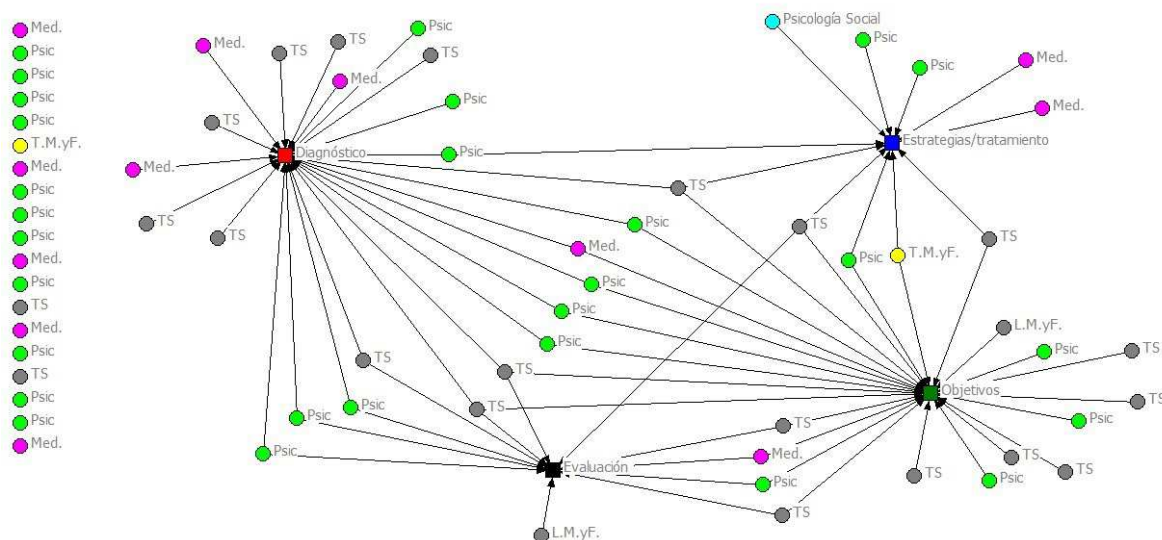 Med.
Psic
Psic
Psic
Psic
T.M.yF.
Med.
Psic
Psic
Psic
Med.
Psic
TS
Med.
Psic
TS
Psic
Psic
Med.
Psicología Social
Psic
Med.
TS
TS
Psic
TS
Psic
Med.
Med.
Psic
Med.
TS
Estrategias/tratamiento
Diagnóstico
Psic
Med.
TS
TS
TS
Psic
TS
TS
Med.
Psic
T.M.yF.
Psic
Psic
L.M.yF.
Psic
Psic
TS
TS
TS
Objetivos
TS
Psic
TS
Psic
Psic
TS
Psic
Med.
TS
Evaluación
TS
Psic
TS
Psic
TS
L.M.yF.